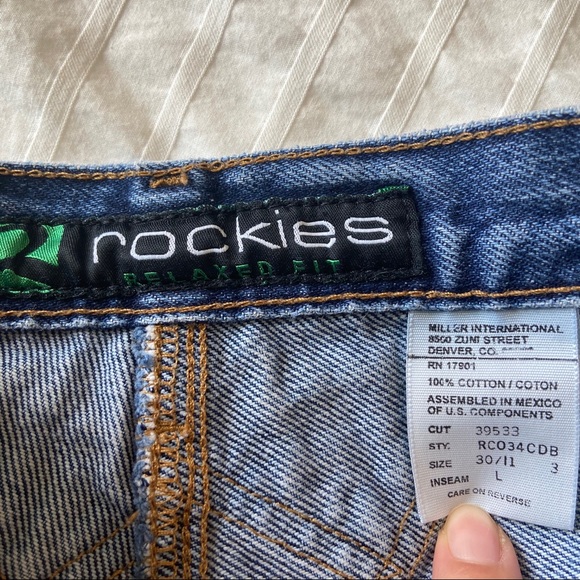 rockies
RELAXED FIT
MILLER INTERNATIONAL
8500 ZUNI STREET
DENVER, CO.
RN 17901
100% COTTON / COTON
ASSEMBLED IN MEXICO
OF U.S. COMPONENTS
CUT 39533
STY. RC034CDB
SIZE 30/11 3
INSEAM L
CARE ON REVERSE